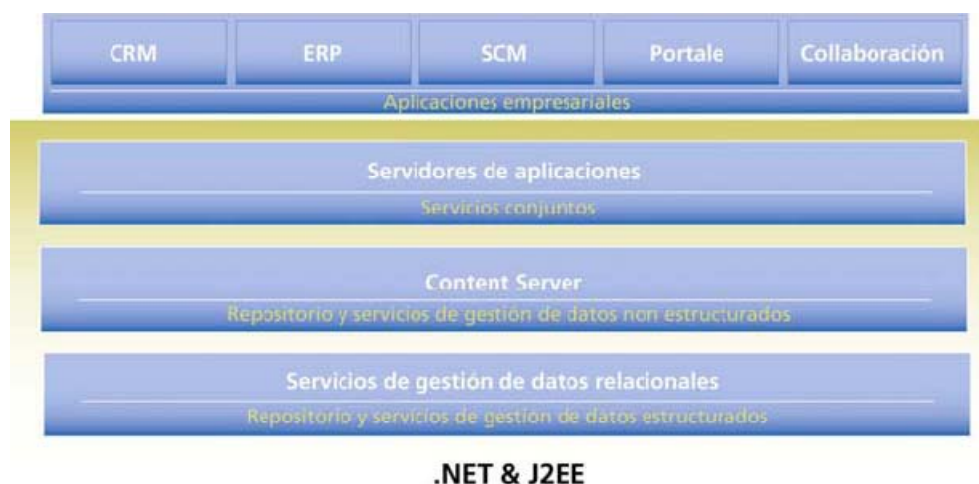 CRM ERP SCM Portale Collaboración
Aplicaciones empresariales
Servidores de aplicaciones
Servicios conjuntos
Content Server
Repositorio y servicios de gestión de datos non estructurados
Servicios de gestión de datos relacionales
Repositorio y servicios de gestión de datos estructurados
.NET & J2EE